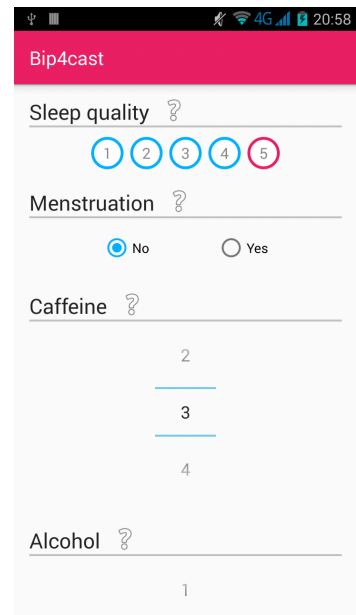 4G 20:58
Bip4cast
Sleep quality ?
1 2 3 4 5
Menstruation ?
No Yes
Caffeine ?
2
3
4
Alcohol ?
1